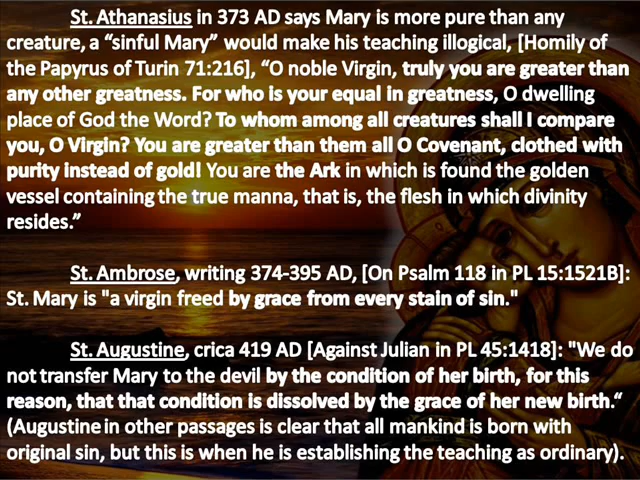 St. Athanasius in 373 AD says Mary is more pure than any
creature, a “sinful Mary” would make his teaching illogical, [Homily of
the Papyrus of Turin 71:216], “O noble Virgin, truly you are greater than
any other greatness. For who is your equal in greatness, O dwelling
place of God the Word? To whom among all creatures shall I compare
you, O Virgin? You are greater than them all O Covenant, clothed with
purity instead of gold! You are the Ark in which is found the golden
vessel containing the true manna, that is, the flesh in which divinity
resides.”
St. Ambrose, writing 374-395 AD, [On Psalm 118 in PL 15:1521B]:
St. Mary is "a virgin freed by grace from every stain of sin."
St. Augustine, crica 419 AD [Against Julian in PL 45:1418]: "We do
not transfer Mary to the devil by the condition of her birth, for this
reason, that that condition is dissolved by the grace of her new birth.“
(Augustine in other passages is clear that all mankind is born with
original sin, but this is when he is establishing the teaching as ordinary).